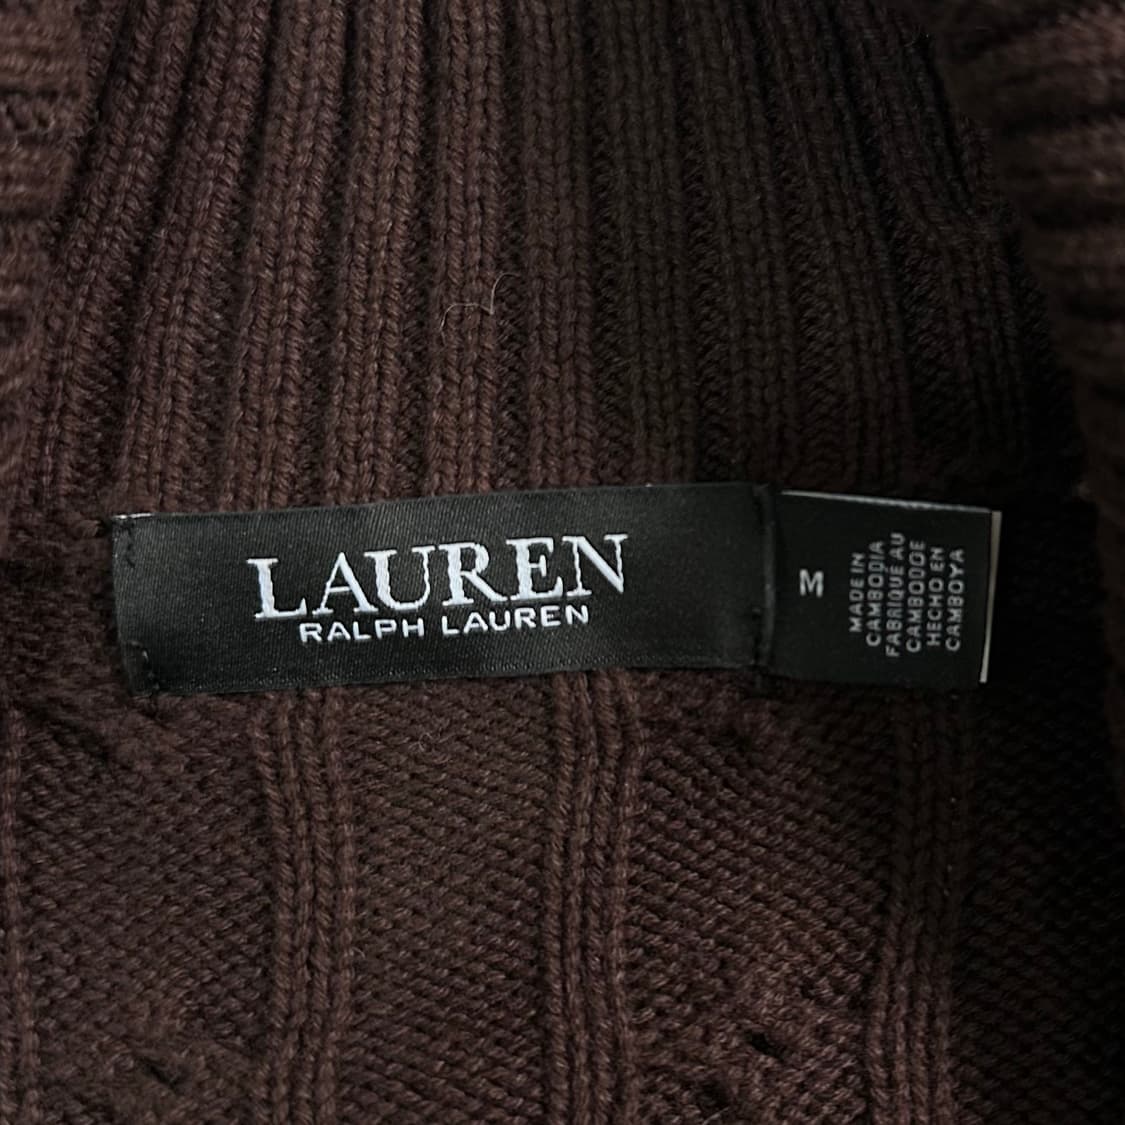 LAUREN
RALPH LAUREN
M
MADE IN
CAMBODIA
FABRIQUÉ AU
CAMBODGE
HECHO EN
CAMBOYA